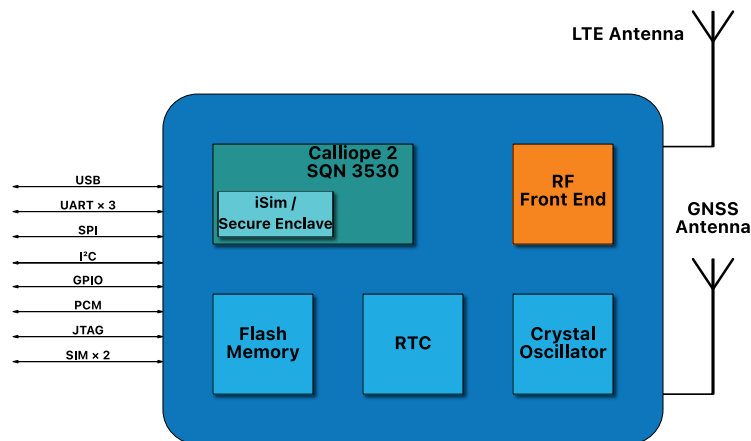 LTE Antenna
Calliope 2
SQN 3530
iSim /
Secure Enclave
RF
Front End
USB
UART × 3
SPI
I²C
GPIO
PCM
JTAG
SIM × 2
GNSS
Antenna
Flash
Memory
RTC
Crystal
Oscillator